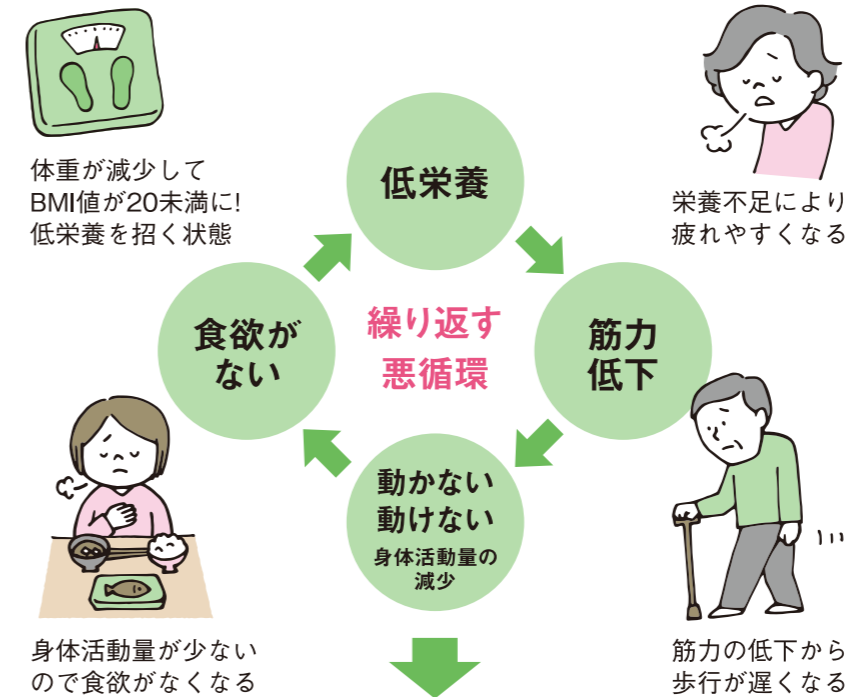 体重が減少して
BMI値が20未満に!
低栄養を招く状態
低栄養
栄養不足により
疲れやすくなる
食欲が
ない
繰り返す
悪循環
筋力
低下
動かない
動けない
身体活動量の
減少
身体活動量が少ない
ので食欲がなくなる
筋力の低下から
歩行が遅くなる